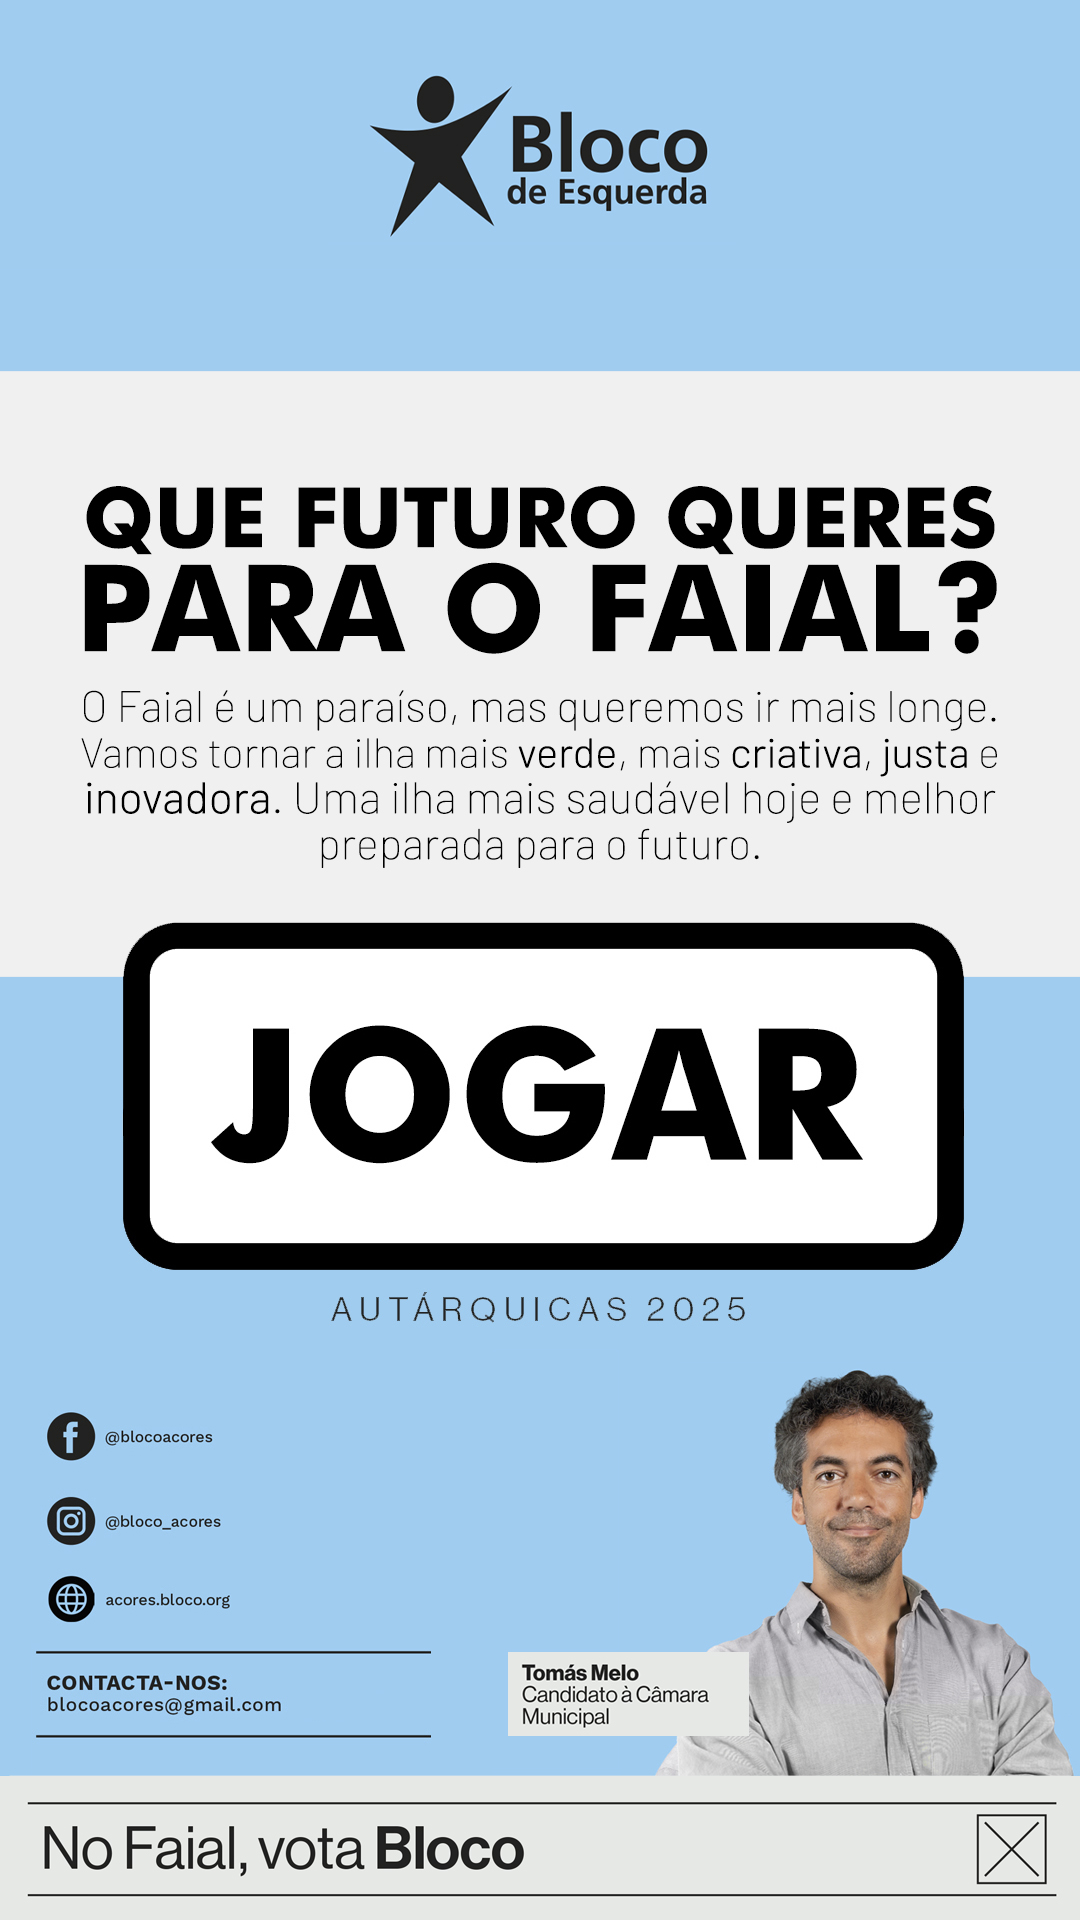 Bloco
de Esquerda
QUE FUTURO QUERES
PARA O FAIAL?
O Faial é um paraíso, mas queremos ir mais longe.
Vamos tornar a ilha mais verde, mais criativa, justa e
inovadora. Uma ilha mais saudável hoje e melhor
preparada para o futuro.
JOGAR
AUTÁRQUICAS 2025
@blocoacores
@bloco_acores
acores.bloco.org
CONTACTA-NOS:
blocoacores@gmail.com
Tomás Melo
Candidato à Câmara
Municipal
No Faial, vota Bloco